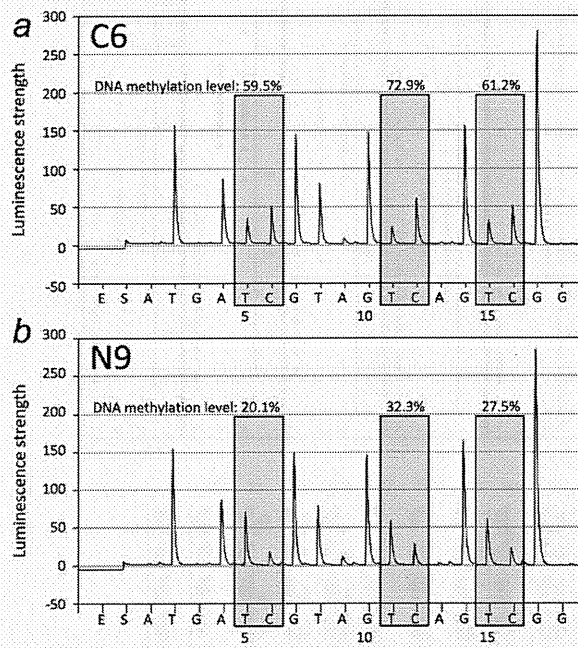 a
C6
Luminescence strength
300
250
200
150
100
50
0
-50
DNA methylation level: 59.5% 72.9% 61.2%
E S A T G A T C G T A G T C A G T C G G
5 10 15
b
N9
Luminescence strength
300
250
200
150
100
50
0
-50
DNA methylation level: 20.1% 32.3% 27.5%
E S A T G A T C G T A G T C A G T C G G
5 10 15